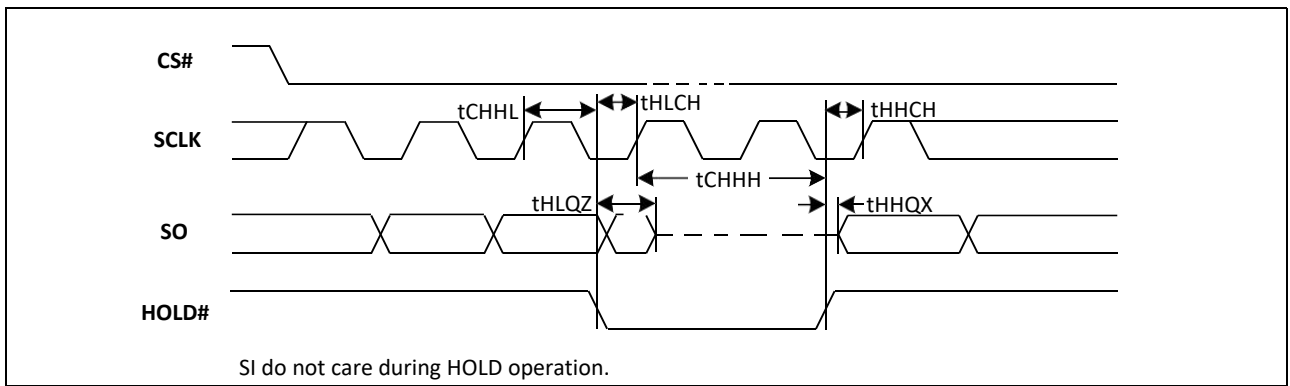 CS#
tCHHL
tHLCH
tHHCH
SCLK
tCHHH
tHLQZ
tHHQX
SO
HOLD#
SI do not care during HOLD operation.